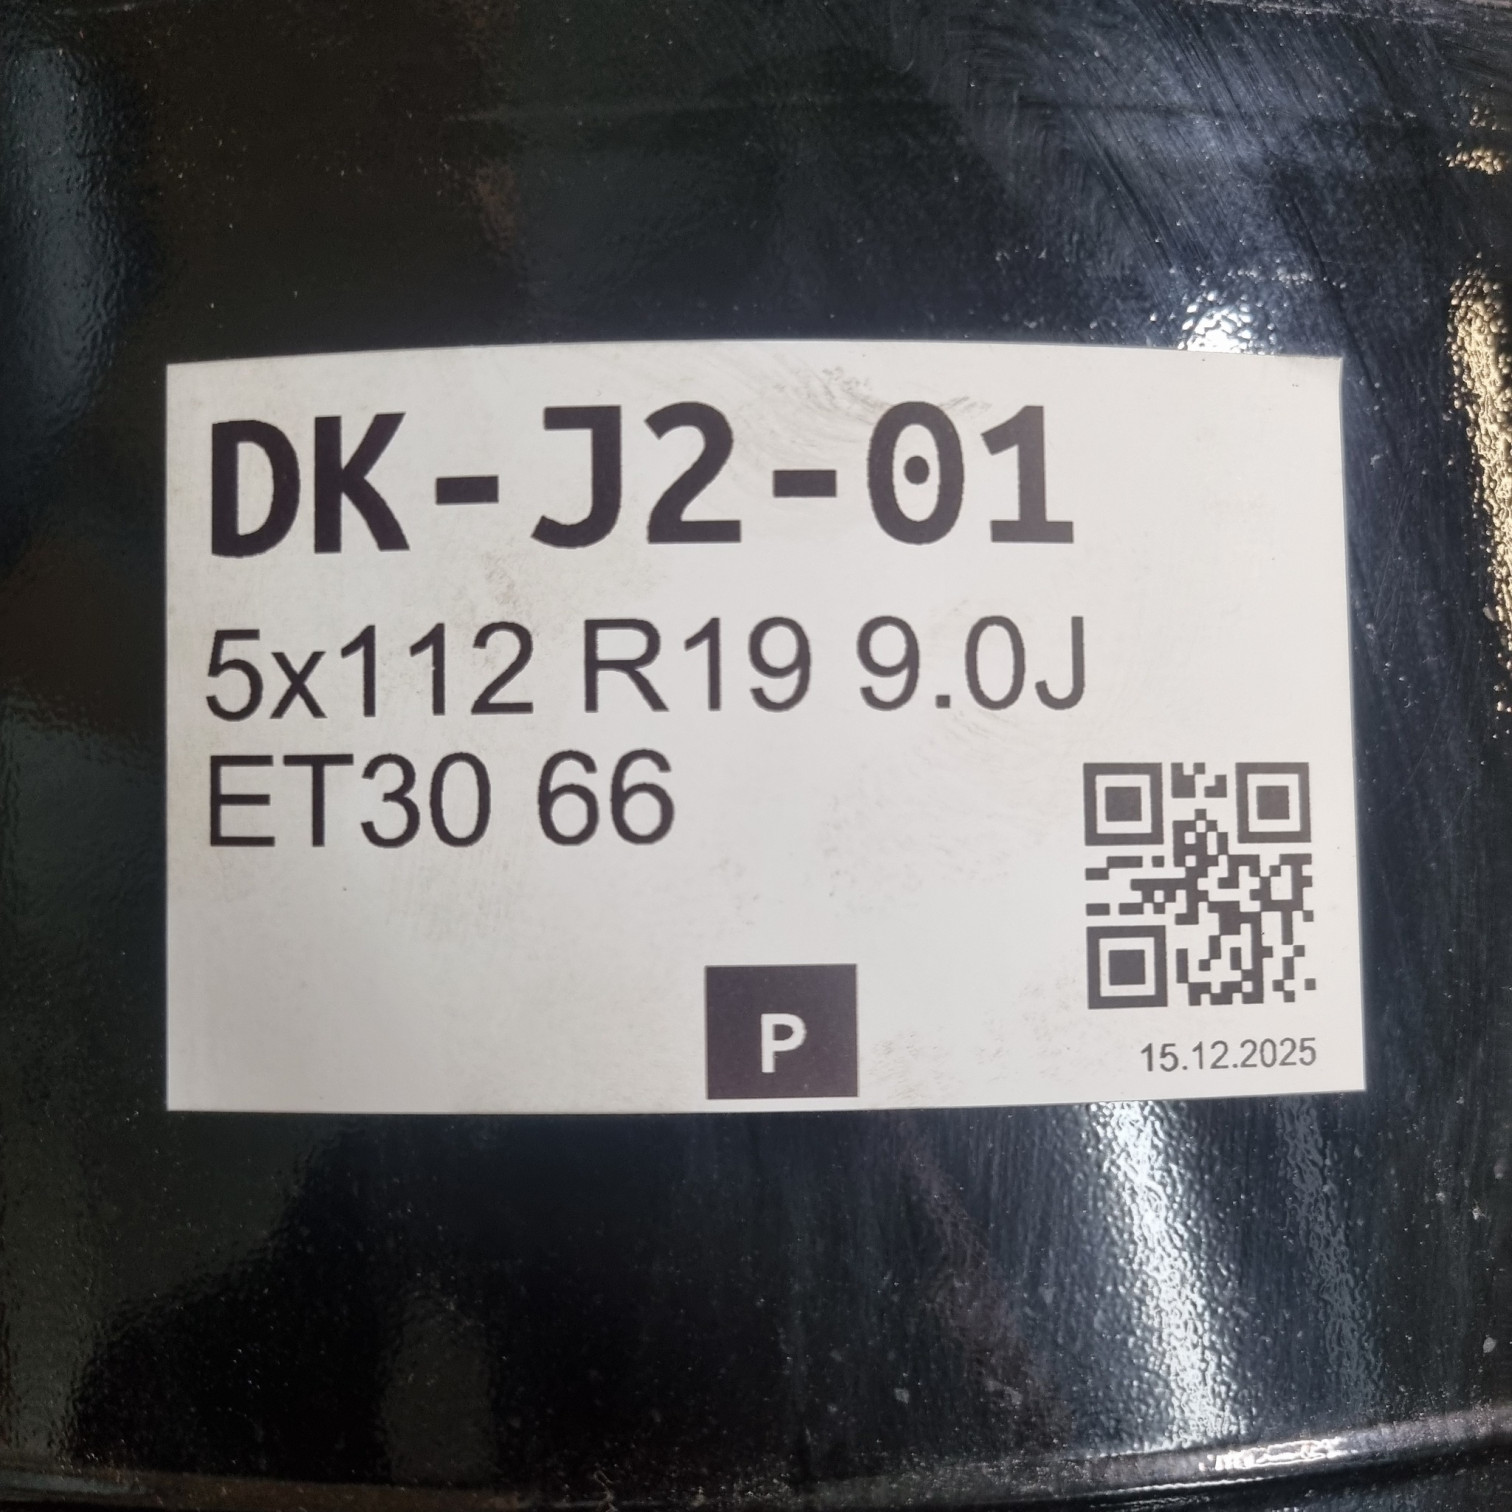 DK-J2-01
5x112 R19 9.0J
ET30 66
P
15.12.2025